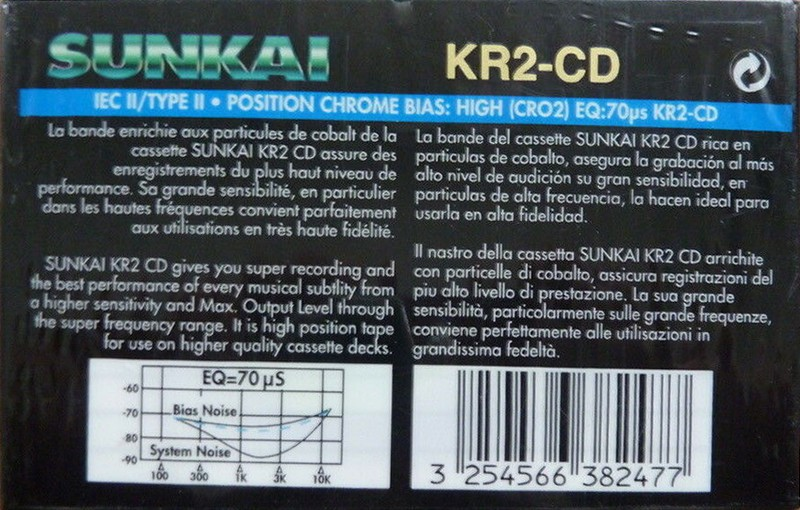 SUNKAI
KR2-CD
IEC II/TYPE II • POSITION CHROME BIAS: HIGH (CRO2) EQ:70µs KR2-CD
La bande enrichie aux particules de cobalt de la
cassette SUNKAI KR2 CD assure des
enregistrements du plus haut niveau de
performance. Sa grande sensibilité, en particulier
dans les hautes fréquences convient parfaitement
aux utilisations en très haute fidélité.
SUNKAI KR2 CD gives you super recording and
the best performance of every musical subtlity from
a higher sensitivity and Max. Output Level through
the super frequency range. It is high position tape
for use on higher quality cassette decks.
La bande del cassette SUNKAI KR2 CD rica en
particulas de cobalto, asegura la grabación al más
alto nivel de audición su gran sensibilidad, en
particulas de alta frecuencia, la hacen ideal para
usarla en alta fidelidad.
Il nastro della cassetta SUNKAI KR2 CD arrichite
con particelle di cobalto, assicura registrazioni del
piu alto livello di prestazione. La sua grande
sensibilità, particolarmente sulle grande frequenze,
conviene perfettamente alle utilisazioni in
grandissima fedeltà.
EQ=70 µS
-60
-70
80
-90
Bias Noise
System Noise
100 300 1K 3K 10K
3 254566 382477